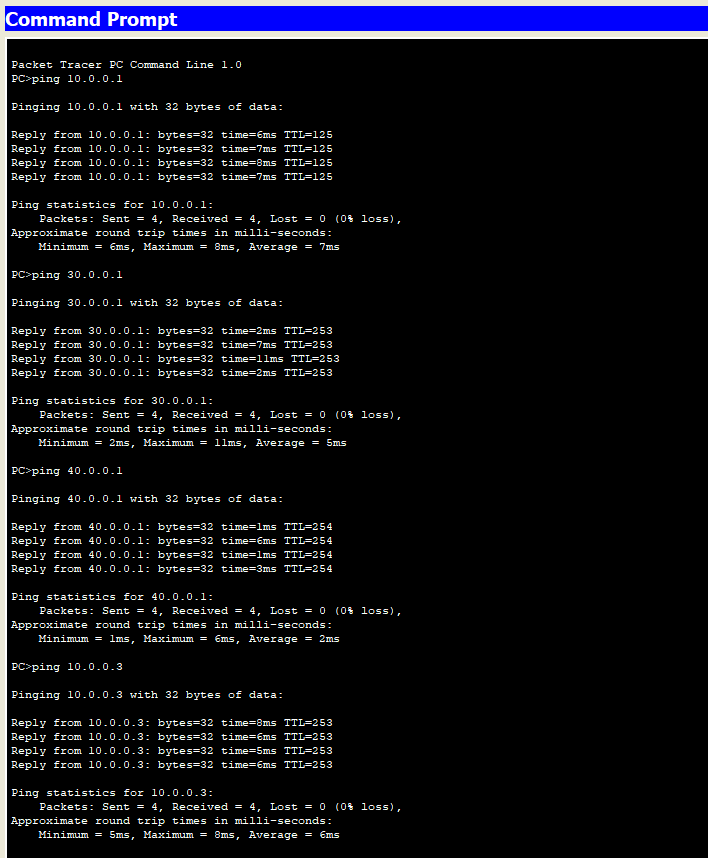 Command Prompt
Packet Tracer PC Command Line 1.0
PC>ping 10.0.0.1
Pinging 10.0.0.1 with 32 bytes of data:
Reply from 10.0.0.1: bytes=32 time=6ms TTL=125
Reply from 10.0.0.1: bytes=32 time=7ms TTL=125
Reply from 10.0.0.1: bytes=32 time=8ms TTL=125
Reply from 10.0.0.1: bytes=32 time=7ms TTL=125
Ping statistics for 10.0.0.1:
Packets: Sent = 4, Received = 4, Lost = 0 (0% loss),
Approximate round trip times in milli-seconds:
Minimum = 6ms, Maximum = 8ms, Average = 7ms
PC>ping 30.0.0.1
Pinging 30.0.0.1 with 32 bytes of data:
Reply from 30.0.0.1: bytes=32 time=2ms TTL=253
Reply from 30.0.0.1: bytes=32 time=7ms TTL=253
Reply from 30.0.0.1: bytes=32 time=11ms TTL=253
Reply from 30.0.0.1: bytes=32 time=2ms TTL=253
Ping statistics for 30.0.0.1:
Packets: Sent = 4, Received = 4, Lost = 0 (0% loss),
Approximate round trip times in milli-seconds:
Minimum = 2ms, Maximum = 11ms, Average = 5ms
PC>ping 40.0.0.1
Pinging 40.0.0.1 with 32 bytes of data:
Reply from 40.0.0.1: bytes=32 time=1ms TTL=254
Reply from 40.0.0.1: bytes=32 time=6ms TTL=254
Reply from 40.0.0.1: bytes=32 time=1ms TTL=254
Reply from 40.0.0.1: bytes=32 time=3ms TTL=254
Ping statistics for 40.0.0.1:
Packets: Sent = 4, Received = 4, Lost = 0 (0% loss),
Approximate round trip times in milli-seconds:
Minimum = 1ms, Maximum = 6ms, Average = 2ms
PC>ping 10.0.0.3
Pinging 10.0.0.3 with 32 bytes of data:
Reply from 10.0.0.3: bytes=32 time=8ms TTL=253
Reply from 10.0.0.3: bytes=32 time=6ms TTL=253
Reply from 10.0.0.3: bytes=32 time=5ms TTL=253
Reply from 10.0.0.3: bytes=32 time=6ms TTL=253
Ping statistics for 10.0.0.3:
Packets: Sent = 4, Received = 4, Lost = 0 (0% loss),
Approximate round trip times in milli-seconds:
Minimum = 5ms, Maximum = 8ms, Average = 6ms